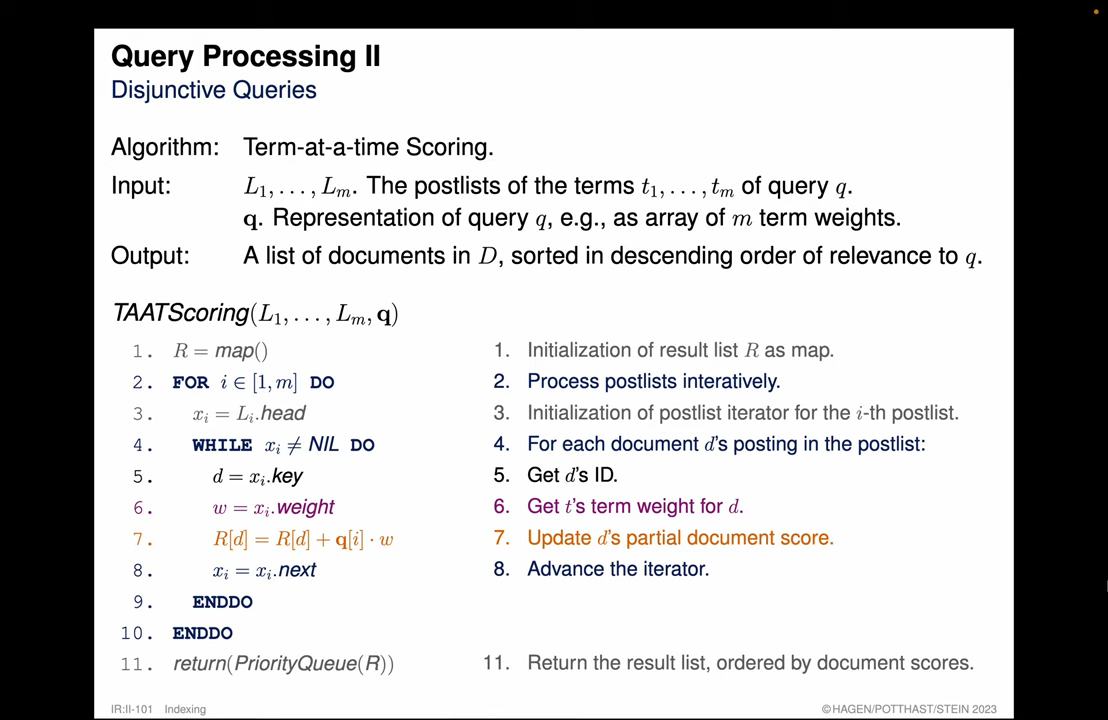 Query Processing II
Disjunctive Queries
Algorithm: Term-at-a-time Scoring.
Input: L₁, . . . , Lₘ. The postlists of the terms t₁, . . . , tₘ of query q.
q. Representation of query q, e.g., as array of m term weights.
Output: A list of documents in D, sorted in descending order of relevance to q.
TAATScoring(L₁, . . . , Lₘ, q)
1. R = map() 1. Initialization of result list R as map.
2. FOR i ∈ [1, m] DO 2. Process postlists interatively.
3. xᵢ = Lᵢ.head 3. Initialization of postlist iterator for the i-th postlist.
4. WHILE xᵢ ≠ NIL DO 4. For each document d's posting in the postlist:
5. d = xᵢ.key 5. Get d's ID.
6. w = xᵢ.weight 6. Get t's term weight for d.
7. R[d] = R[d] + q[i] · w 7. Update d's partial document score.
8. xᵢ = xᵢ.next 8. Advance the iterator.
9. ENDDO
10. ENDDO
11. return(PriorityQueue(R)) 11. Return the result list, ordered by document scores.
IR:II-101 Indexing ©HAGEN/POTTHAST/STEIN 2023